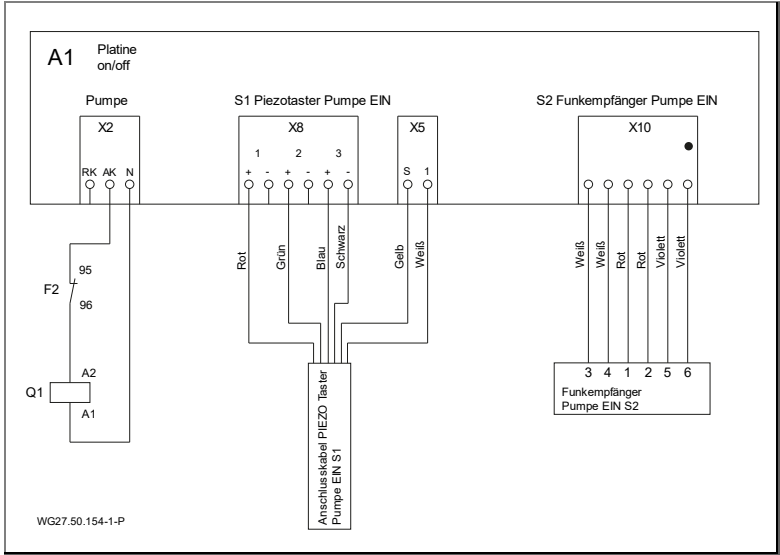 A1 Platine
on/off
Pumpe
S1 Piezotaster Pumpe EIN
S2 Funkempfänger Pumpe EIN
X2
X8
X5
X10
1 2 3
RK AK N
+ - + - + -
S 1
Rot
Grün
Blau
Schwarz
Gelb
Weiß
Weiß
Weiß
Rot
Rot
Violett
Violett
95
F2
96
A2
Q1
A1
3 4 1 2 5 6
Funkempfänger
Pumpe EIN S2
Anschlusskabel PIEZO Taster
Pumpe EIN S1
WG27.50.154-1-P